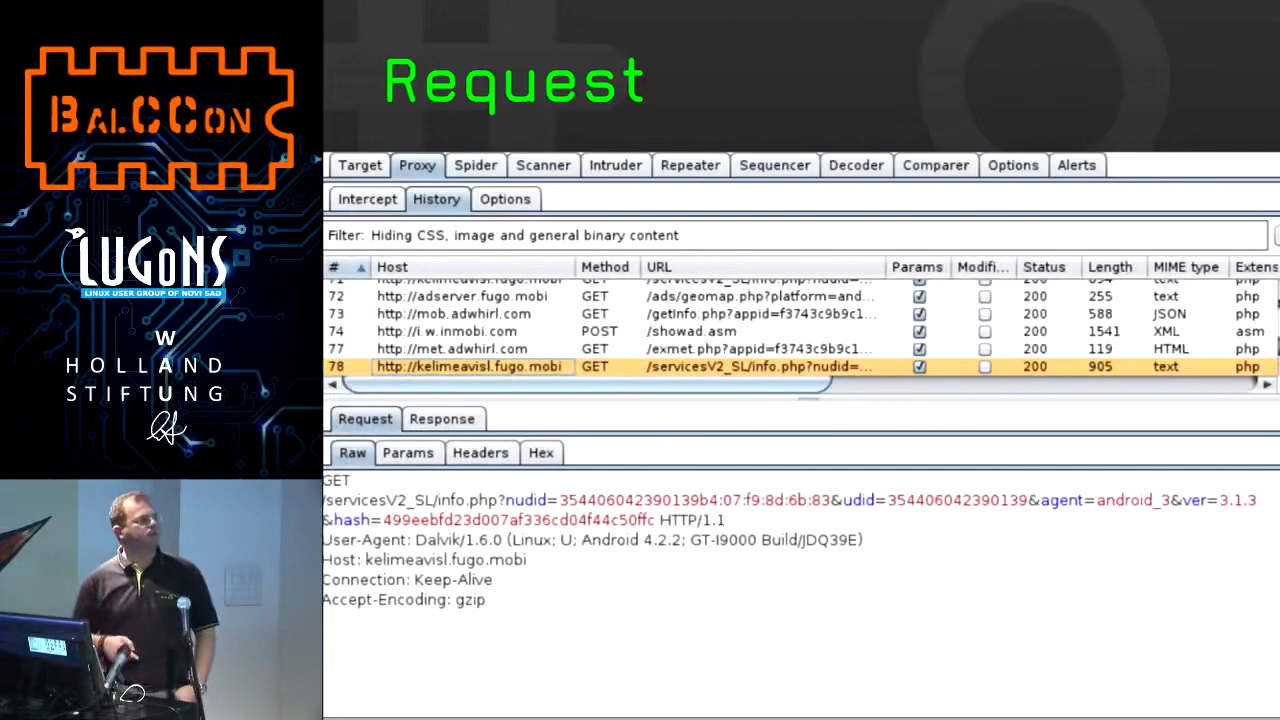 BALCCON
LUGONS
LINUX USER GROUP OF NOVI SAD
WAU
HOLLAND
STIFTUNG
Request
Target Proxy Spider Scanner Intruder Repeater Sequencer Decoder Comparer Options Alerts
Intercept History Options
Filter: Hiding CSS, image and general binary content
# Host Method URL Params Modifi... Status Length MIME type Extens
72 http://adserver.fugo.mobi GET /ads/geomap.php?platform=and... 200 255 text php
73 http://mob.adwhirl.com GET /getInfo.php?appid=f3743c9b9c1... 200 588 JSON php
74 http://i.w.inmobi.com POST /showad.asm 200 1541 XML asm
77 http://met.adwhirl.com GET /exmet.php?appid=f3743c9b9c1... 200 119 HTML php
78 http://kelimeavisl.fugo.mobi GET /servicesV2_SL/info.php?nudid=... 200 905 text php
Request Response
Raw Params Headers Hex
GET
/servicesV2_SL/info.php?nudid=354406042390139b4:07:f9:8d:6b:83&udid=354406042390139&agent=android_3&ver=3.1.3
&hash=499eebfd23d007af336cd04f44c50ffc HTTP/1.1
User-Agent: Dalvik/1.6.0 (Linux; U; Android 4.2.2; GT-I9000 Build/JDQ39E)
Host: kelimeavisl.fugo.mobi
Connection: Keep-Alive
Accept-Encoding: gzip